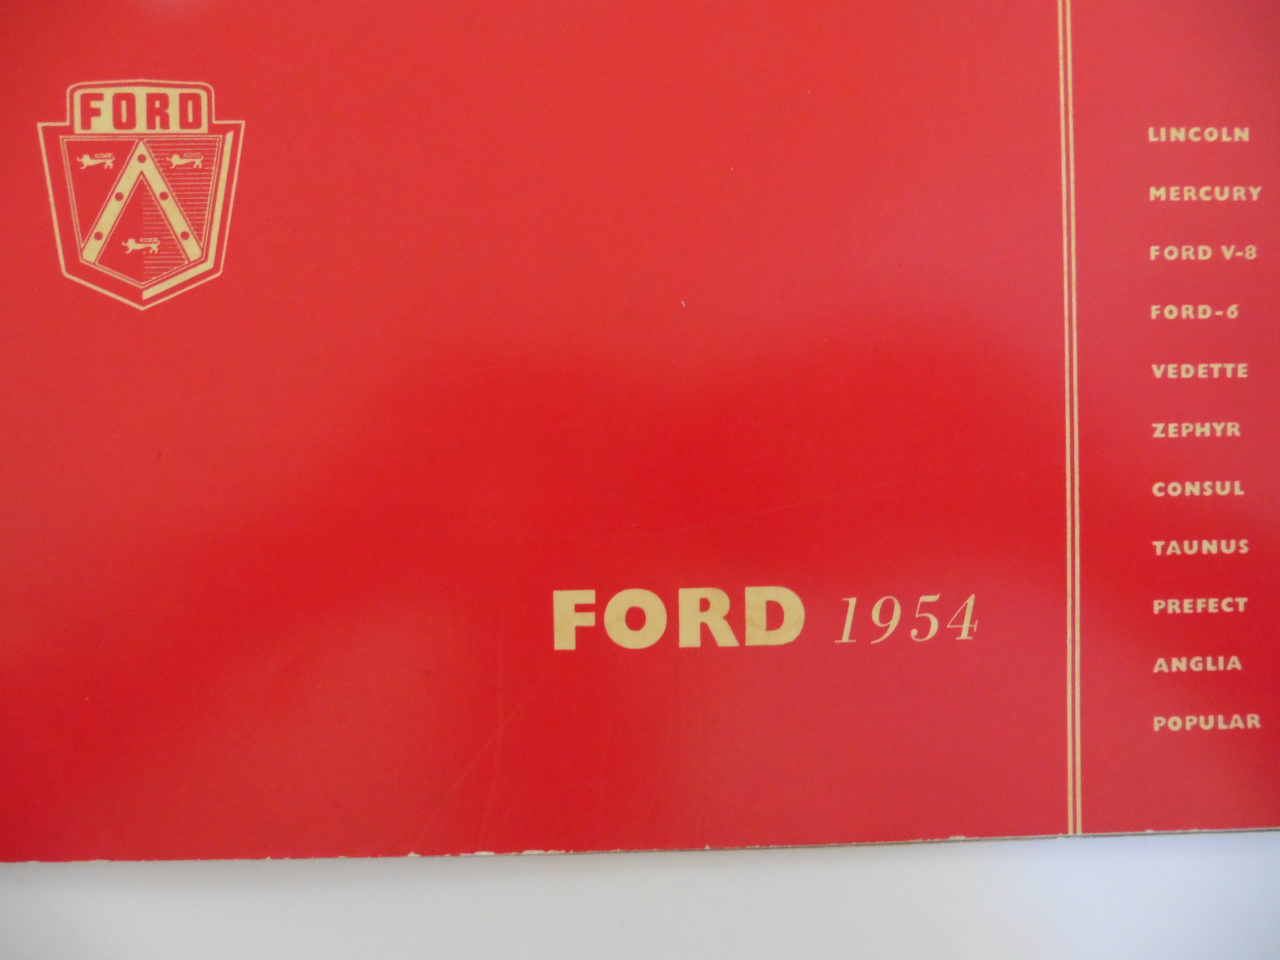 FORD
FORD 1954
LINCOLN
MERCURY
FORD V-8
FORD-6
VEDETTE
ZEPHYR
CONSUL
TAUNUS
PREFECT
ANGLIA
POPULAR